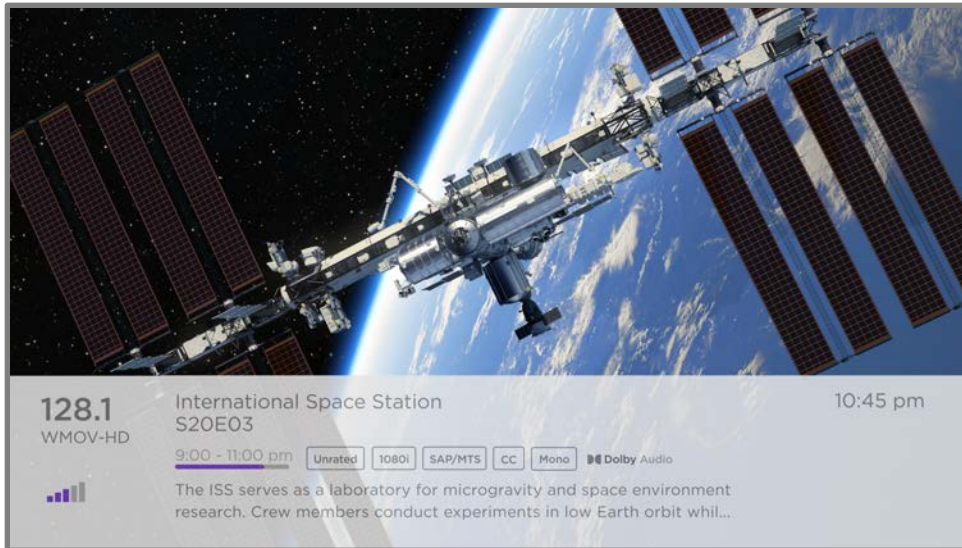 128.1
WMOV-HD
International Space Station
S20E03
10:45 pm
9:00 - 11:00 pm
Unrated
1080i
SAP/MTS
CC
Mono
Dolby Audio
The ISS serves as a laboratory for microgravity and space environment
research. Crew members conduct experiments in low Earth orbit whil...